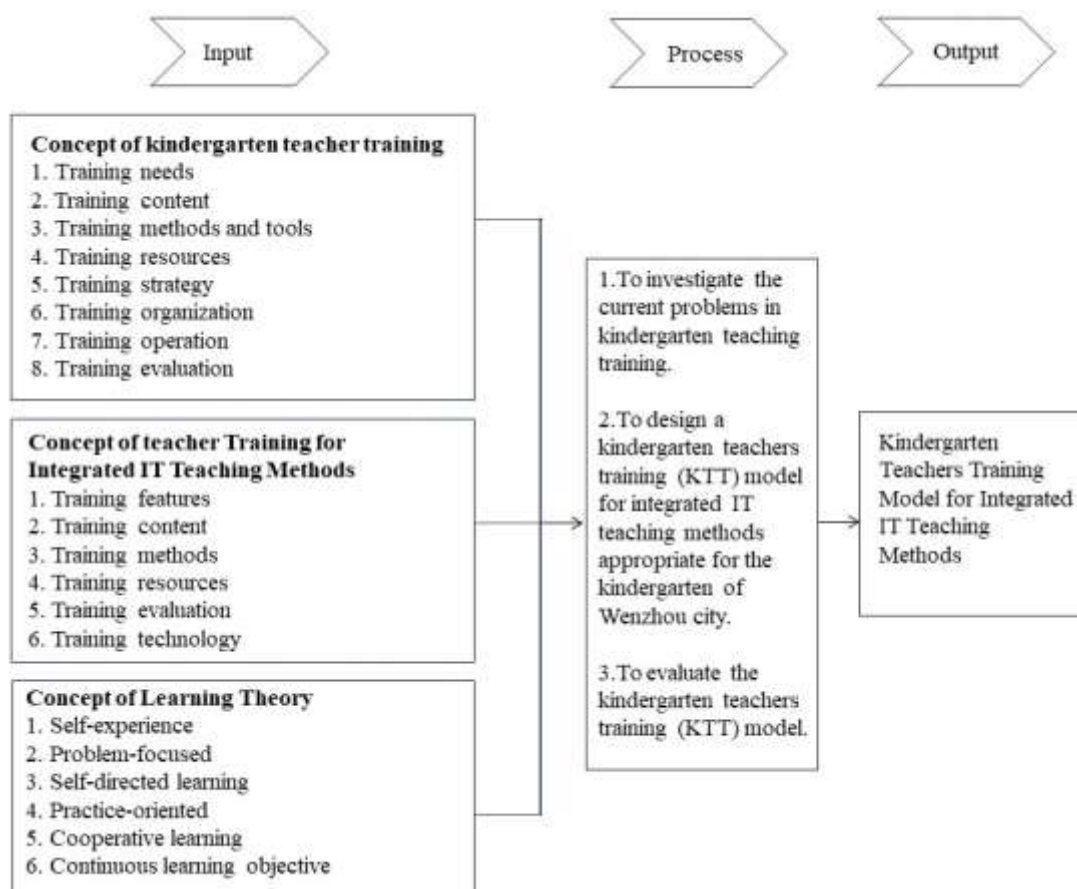 Input
Process
Output
Concept of kindergarten teacher training
1. Training needs
2. Training content
3. Training methods and tools
4. Training resources
5. Training strategy
6. Training organization
7. Training operation
8. Training evaluation
Concept of teacher Training for
Integrated IT Teaching Methods
1. Training features
2. Training content
3. Training methods
4. Training resources
5. Training evaluation
6. Training technology
Concept of Learning Theory
1. Self-experience
2. Problem-focused
3. Self-directed learning
4. Practice-oriented
5. Cooperative learning
6. Continuous learning objective
1.To investigate the
current problems in
kindergarten teaching
training.
2.To design a
kindergarten teachers
training (KTT) model
for integrated IT
teaching methods
appropriate for the
kindergarten of
Wenzhou city.
3.To evaluate the
kindergarten teachers
training (KTT) model.
Kindergarten
Teachers Training
Model for Integrated
IT Teaching
Methods